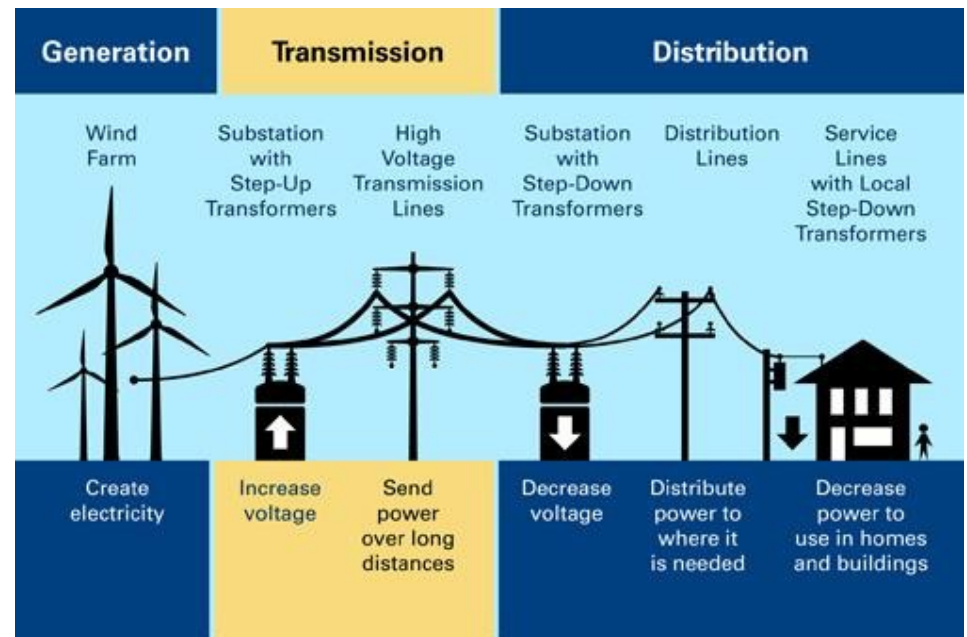 Generation
Transmission
Distribution
Wind
Farm
Substation
with
Step-Up
Transformers
High
Voltage
Transmission
Lines
Substation
with
Step-Down
Transformers
Distribution
Lines
Service
Lines
with Local
Step-Down
Transformers
Create
electricity
Increase
voltage
Send
power
over long
distances
Decrease
voltage
Distribute
power to
where it
is needed
Decrease
power to
use in homes
and buildings